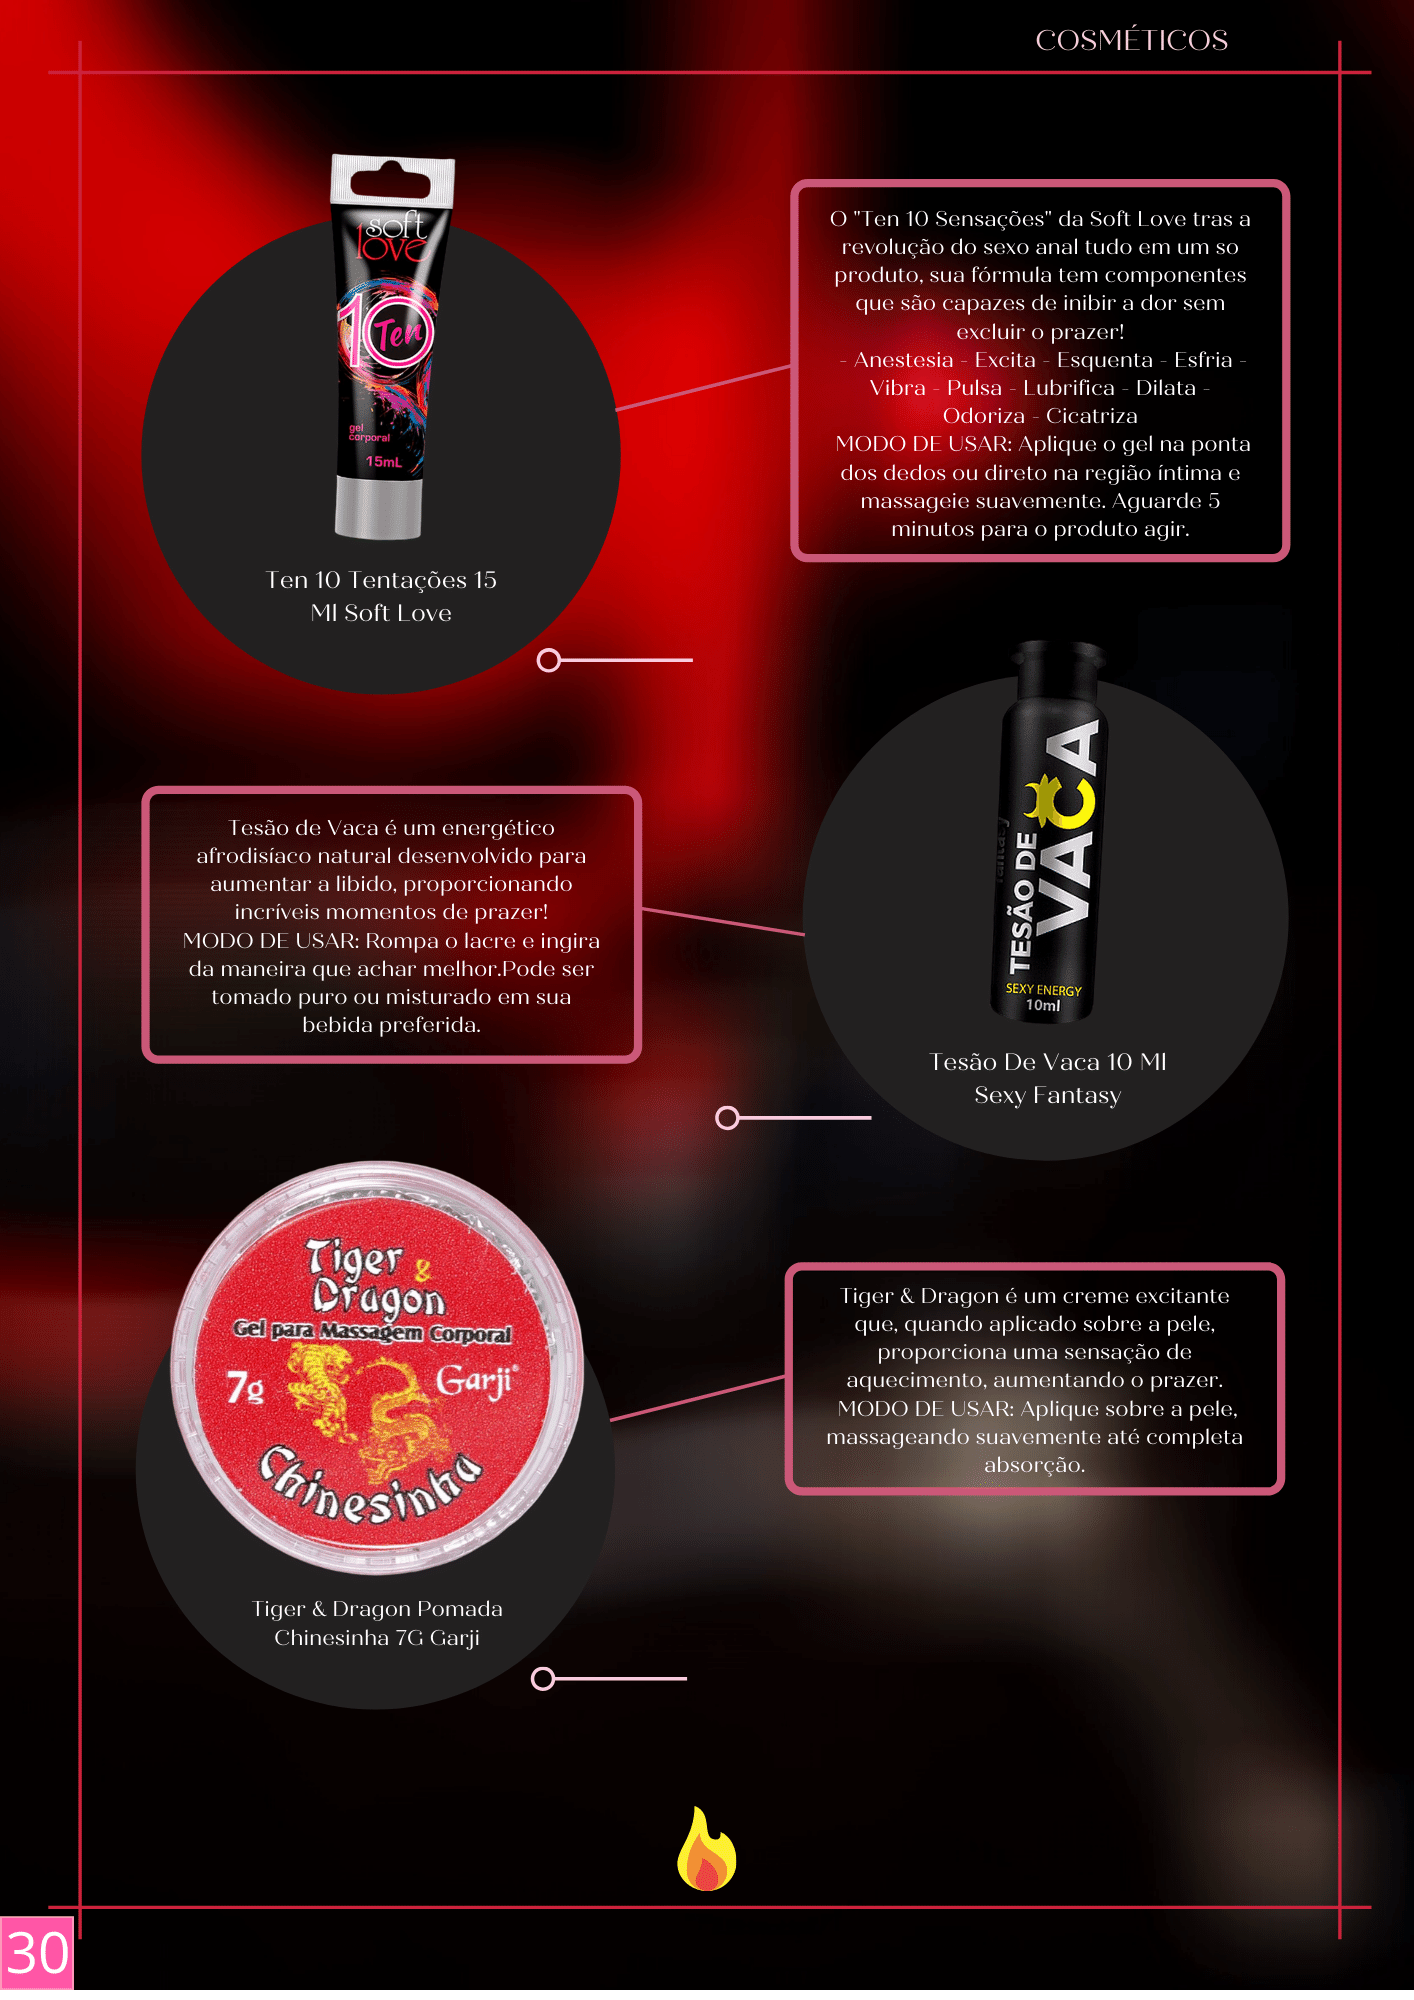 COSMÉTICOS
soft
love
10
Ten
gel
corporal
15mL
Ten 10 Tentações 15
Ml Soft Love
O "Ten 10 Sensações" da Soft Love tras a
revolução do sexo anal tudo em um so
produto, sua fórmula tem componentes
que são capazes de inibir a dor sem
excluir o prazer!
- Anestesia - Excita - Esquenta - Esfria -
Vibra - Pulsa - Lubrifica - Dilata -
Odoriza - Cicatriza
MODO DE USAR: Aplique o gel na ponta
dos dedos ou direto na região íntima e
massageie suavemente. Aguarde 5
minutos para o produto agir.
Tesão de Vaca é um energético
afrodisíaco natural desenvolvido para
aumentar a libido, proporcionando
incríveis momentos de prazer!
MODO DE USAR: Rompa o lacre e ingira
da maneira que achar melhor.Pode ser
tomado puro ou misturado em sua
bebida preferida.
fantasy
TESÃO DE
VACA
SEXY ENERGY
10ml
Tesão De Vaca 10 Ml
Sexy Fantasy
Tiger &
Dragon
Gel para Massagem Corporal
7g
Garji®
Chinesinha
Tiger & Dragon Pomada
Chinesinha 7G Garji
Tiger & Dragon é um creme excitante
que, quando aplicado sobre a pele,
proporciona uma sensação de
aquecimento, aumentando o prazer.
MODO DE USAR: Aplique sobre a pele,
massageando suavemente até completa
absorção.
30